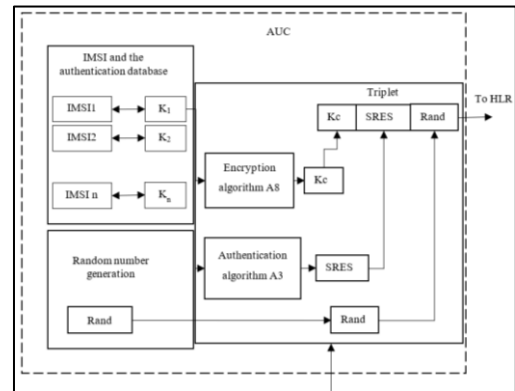 AUC
IMSI and the
authentication database
IMSI1
K1
IMSI2
K2
IMSI n
Kn
Triplet
Kc
SRES
Rand
To HLR
Encryption
algorithm A8
Kc
Random number
generation
Authentication
algorithm A3
SRES
Rand
Rand